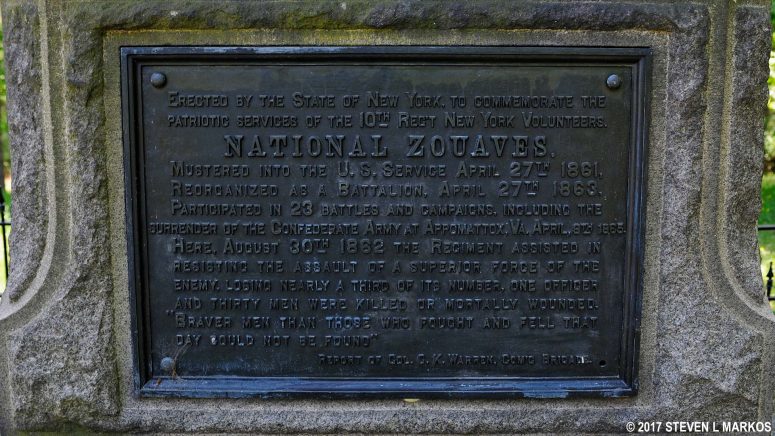 ERECTED BY THE STATE OF NEW YORK, TO COMMEMORATE THE
PATRIOTIC SERVICES OF THE 10TH REG'T NEW YORK VOLUNTEERS.
NATIONAL ZOUAVES.
MUSTERED INTO THE U. S. SERVICE APRIL 27TH 1861.
REORGANIZED AS A BATTALION, APRIL 27TH 1863.
PARTICIPATED IN 23 BATTLES AND CAMPAIGNS, INCLUDING THE
SURRENDER OF THE CONFEDERATE ARMY AT APPOMATTOX, VA. APRIL, 9TH 1865.
HERE, AUGUST 30TH 1862 THE REGIMENT ASSISTED IN
RESISTING THE ASSAULT OF A SUPERIOR FORCE OF THE
ENEMY, LOSING NEARLY A THIRD OF ITS NUMBER. ONE OFFICER
AND THIRTY MEN WERE KILLED OR MORTALLY WOUNDED.
"BRAVER MEN THAN THOSE WHO FOUGHT AND FELL THAT
DAY COULD NOT BE FOUND"
REPORT OF COL. G. K. WARREN, COM'G BRIGADE.
© 2017 STEVEN L MARKOS